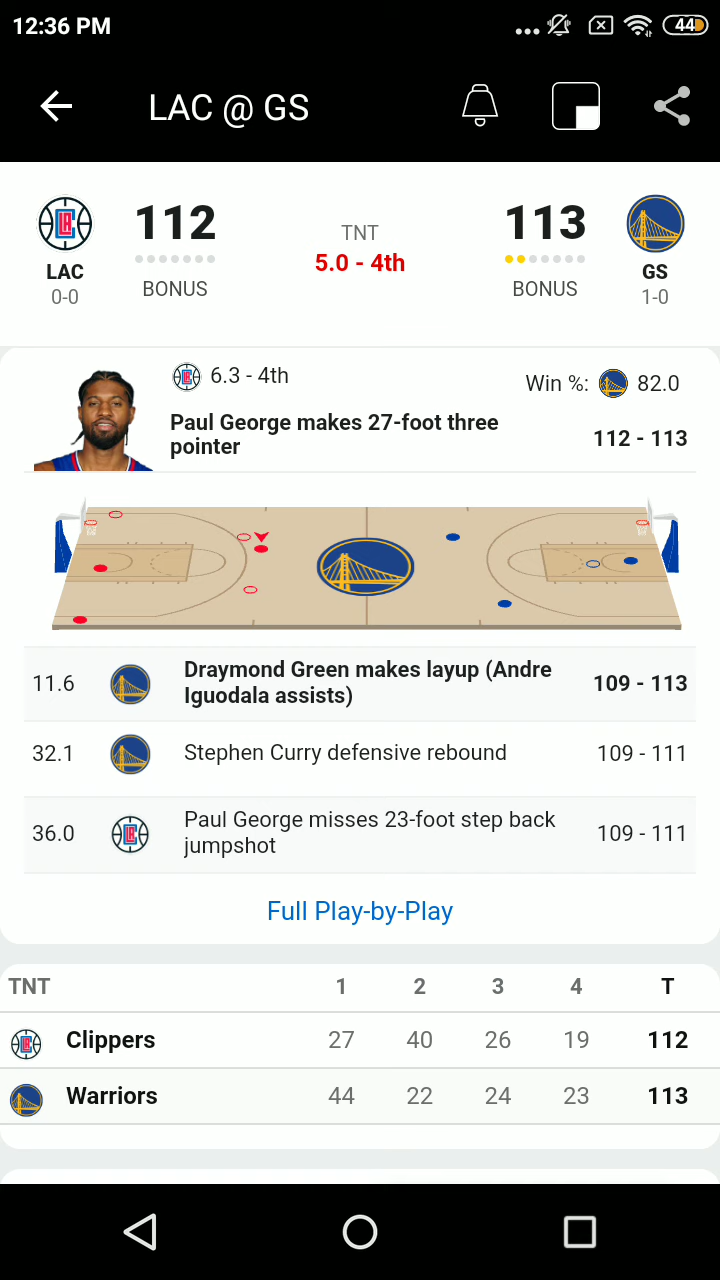 12:36 PM
44
LAC @ GS
112
TNT
113
5.0 - 4th
LAC
BONUS
BONUS
GS
0-0
1-0
6.3 - 4th
Win %: 82.0
Paul George makes 27-foot three
pointer
112 - 113
11.6
Draymond Green makes layup (Andre
Iguodala assists)
109 - 113
32.1
Stephen Curry defensive rebound
109 - 111
36.0
Paul George misses 23-foot step back
jumpshot
109 - 111
Full Play-by-Play
TNT 1 2 3 4 T
Clippers 27 40 26 19 112
Warriors 44 22 24 23 113